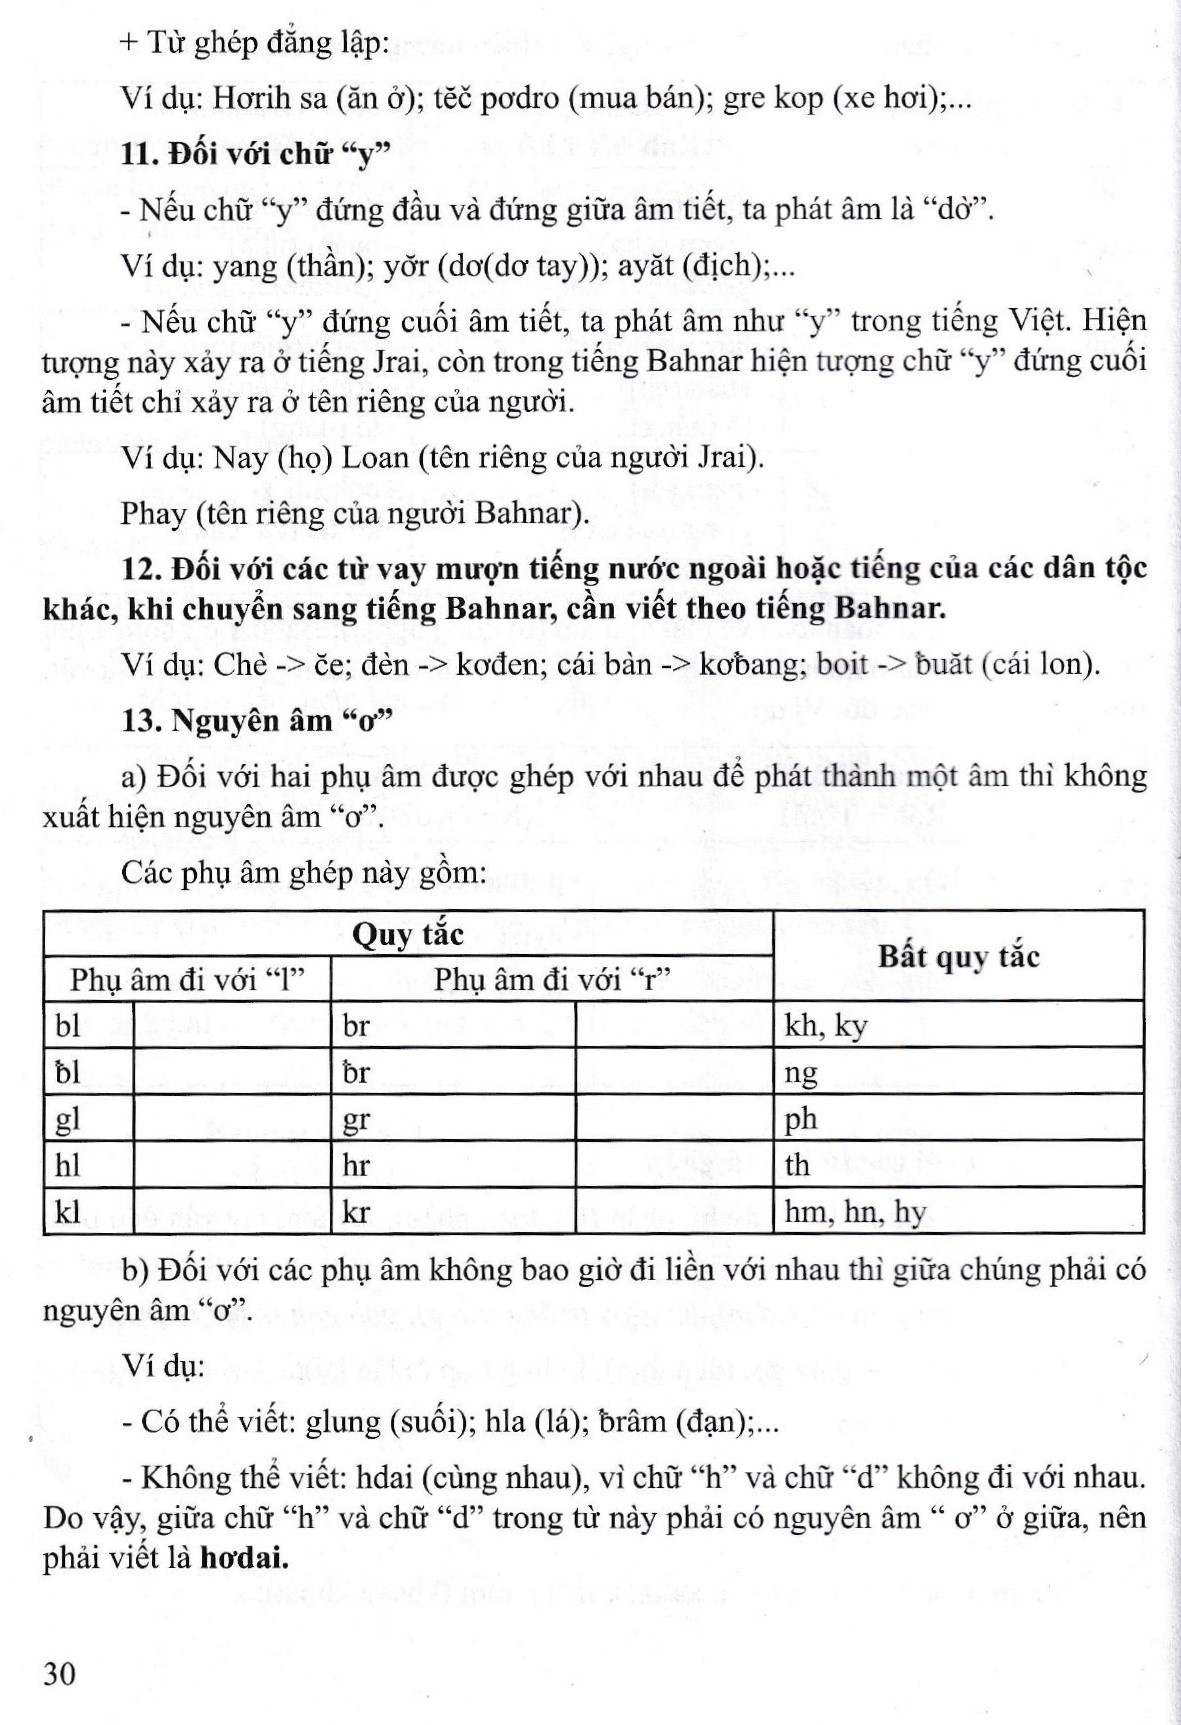 + Từ ghép đẳng lập:
Ví dụ: Hơrih sa (ăn ở); tĕč pơdro (mua bán); gre kop (xe hơi);...
11. Đối với chữ “y”
- Nếu chữ “y” đứng đầu và đứng giữa âm tiết, ta phát âm là “dờ”.
Ví dụ: yang (thần); yơ̆r (dơ(dơ tay)); ayăt (địch);...
- Nếu chữ “y” đứng cuối âm tiết, ta phát âm như “y” trong tiếng Việt. Hiện
tượng này xảy ra ở tiếng Jrai, còn trong tiếng Bahnar hiện tượng chữ “y” đứng cuối
âm tiết chỉ xảy ra ở tên riêng của người.
Ví dụ: Nay (họ) Loan (tên riêng của người Jrai).
Phay (tên riêng của người Bahnar).
12. Đối với các từ vay mượn tiếng nước ngoài hoặc tiếng của các dân tộc
khác, khi chuyển sang tiếng Bahnar, cần viết theo tiếng Bahnar.
Ví dụ: Chè -> če; đèn -> kơđen; cái bàn -> kơƀang; boit -> ƀuăt (cái lon).
13. Nguyên âm “ơ”
a) Đối với hai phụ âm được ghép với nhau để phát thành một âm thì không
xuất hiện nguyên âm “ơ”.
Các phụ âm ghép này gồm:
Quy tắc Bất quy tắc
Phụ âm đi với “l” Phụ âm đi với “r”
bl br kh, ky
ƀl ƀr ng
gl gr ph
hl hr th
kl kr hm, hn, hy
b) Đối với các phụ âm không bao giờ đi liền với nhau thì giữa chúng phải có
nguyên âm “ơ”.
Ví dụ:
- Có thể viết: glung (suối); hla (lá); ƀrâm (đạn);...
- Không thể viết: hdai (cùng nhau), vì chữ “h” và chữ “d” không đi với nhau.
Do vậy, giữa chữ “h” và chữ “d” trong từ này phải có nguyên âm “ ơ” ở giữa, nên
phải viết là hơdai.
30